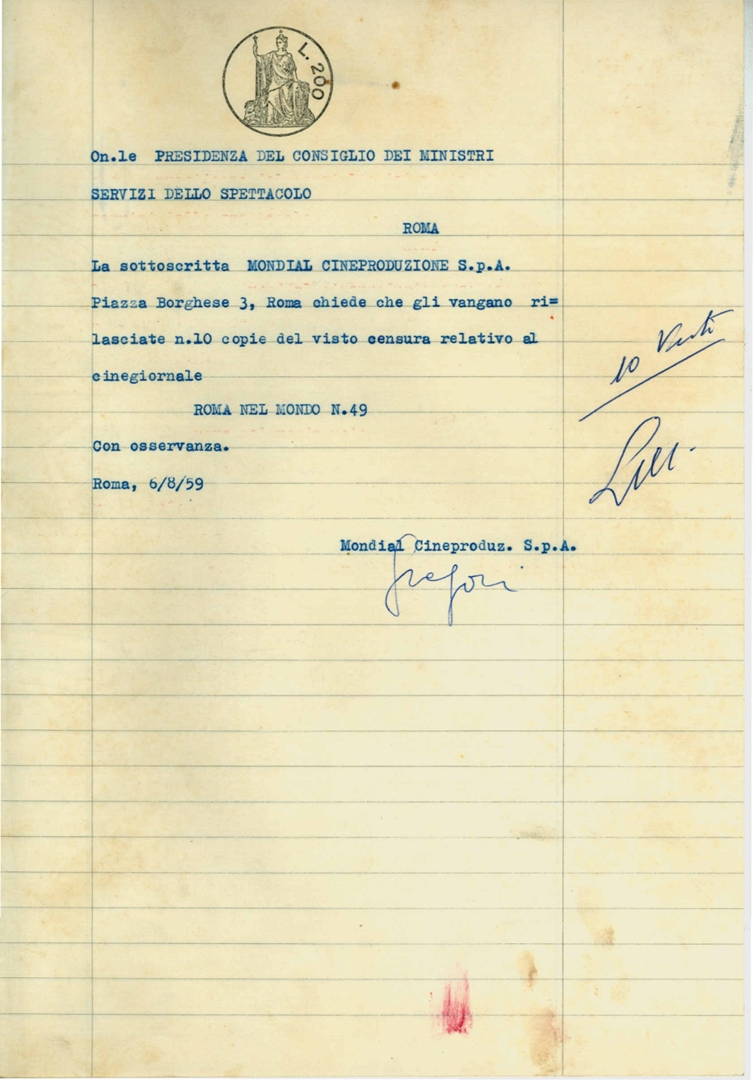 L. 200
On.le PRESIDENZA DEL CONSIGLIO DEI MINISTRI
SERVIZI DELLO SPETTACOLO
ROMA
La sottoscritta MONDIAL CINEPRODUZIONE S.p.A.
Piazza Borghese 3, Roma chiede che gli vangano ri=
lasciate n.10 copie del visto censura relativo al
cinegiornale
ROMA NEL MONDO N.49
Con osservanza.
Roma, 6/8/59
Mondial Cineproduz. S.p.A.
Gregori
10 Visti